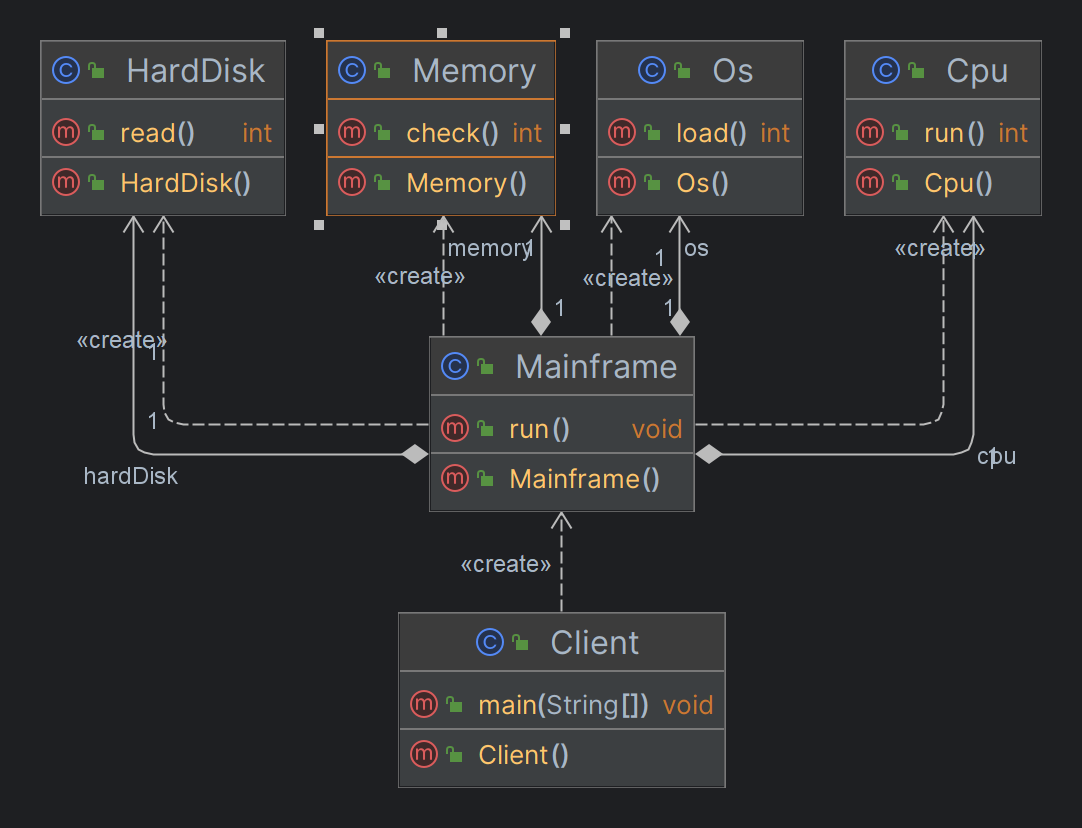 HardDisk
read() int
HardDisk()
Memory
check() int
Memory()
Os
load() int
Os()
Cpu
run() int
Cpu()
memory
1
1
os
«create»
«create»
«create»
1
1
«create»
1
1
hardDisk
cpu
1
Mainframe
run() void
Mainframe()
«create»
Client
main(String[]) void
Client()